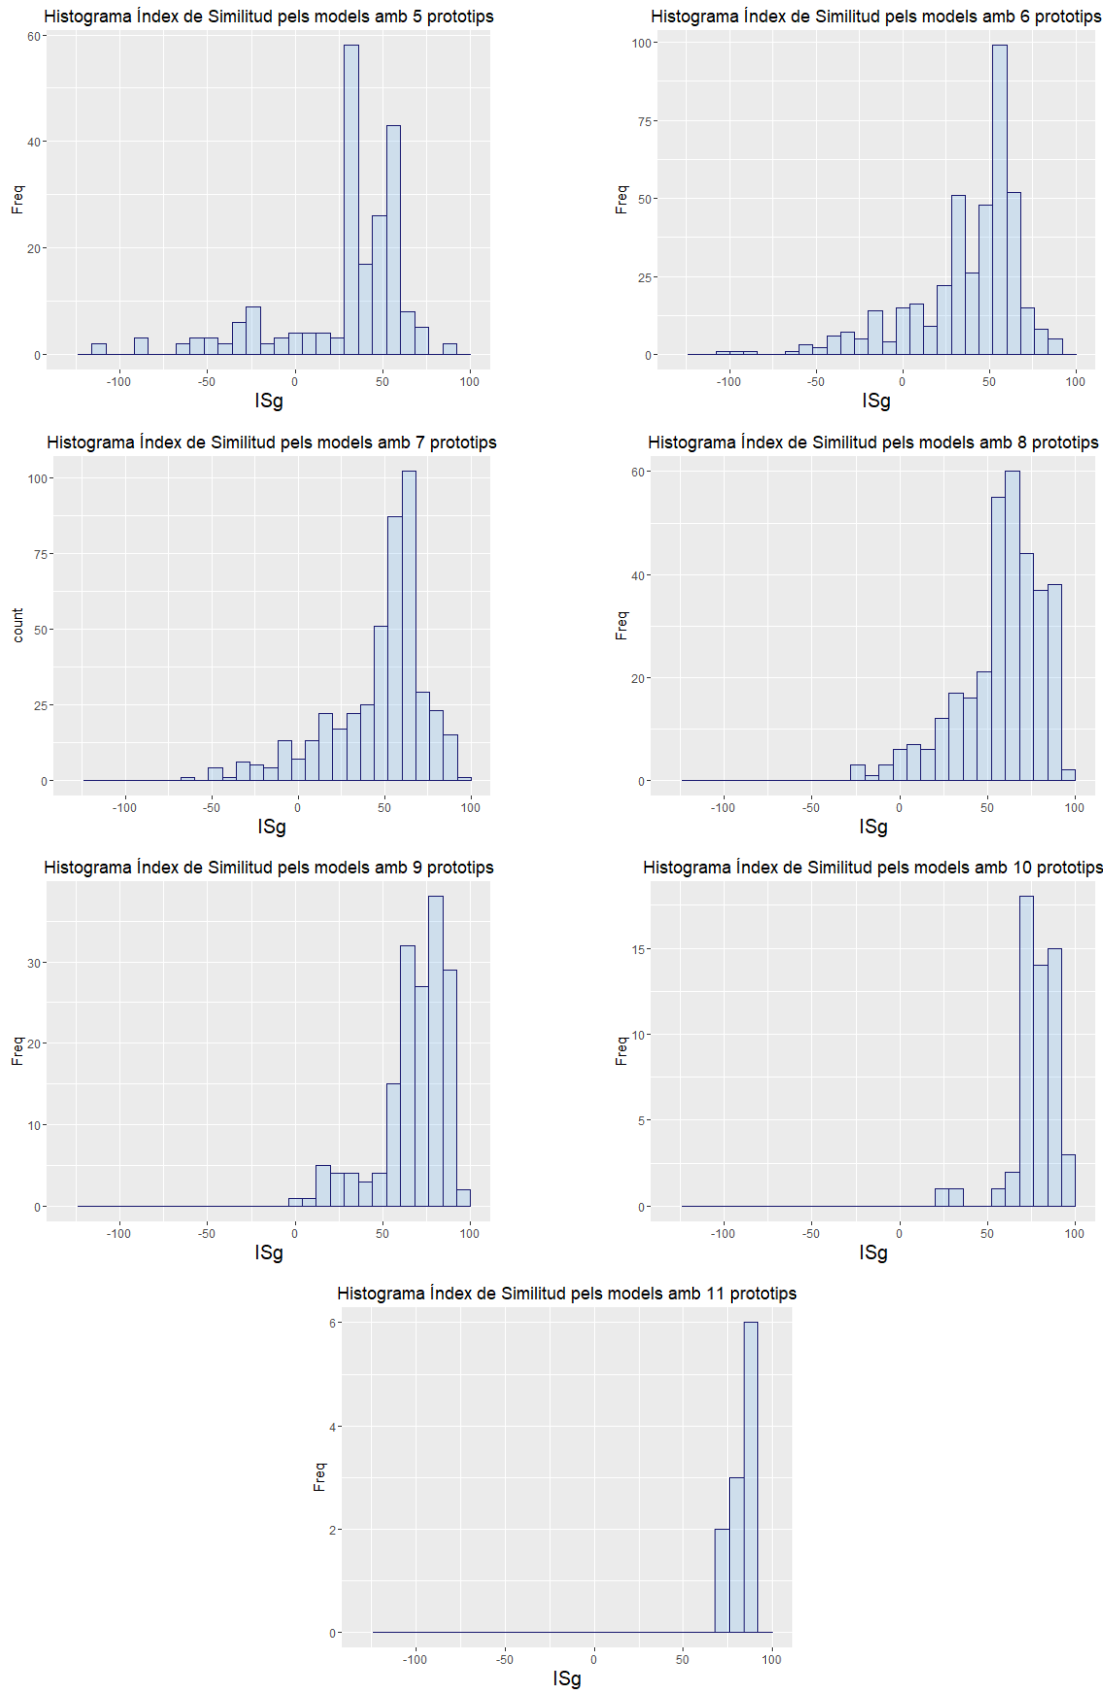 Histograma Índex de Similitud pels models amb 5 prototips
60
40
20
0
Freq
-100 -50 0 50 100
ISg
Histograma Índex de Similitud pels models amb 6 prototips
100
75
50
25
0
Freq
-100 -50 0 50 100
ISg
Histograma Índex de Similitud pels models amb 7 prototips
100
75
50
25
0
count
-100 -50 0 50 100
ISg
Histograma Índex de Similitud pels models amb 8 prototips
60
40
20
0
Freq
-100 -50 0 50 100
ISg
Histograma Índex de Similitud pels models amb 9 prototips
30
20
10
0
Freq
-100 -50 0 50 100
ISg
Histograma Índex de Similitud pels models amb 10 prototips
15
10
5
0
Freq
-100 -50 0 50 100
ISg
Histograma Índex de Similitud pels models amb 11 prototips
6
4
2
0
Freq
-100 -50 0 50 100
ISg